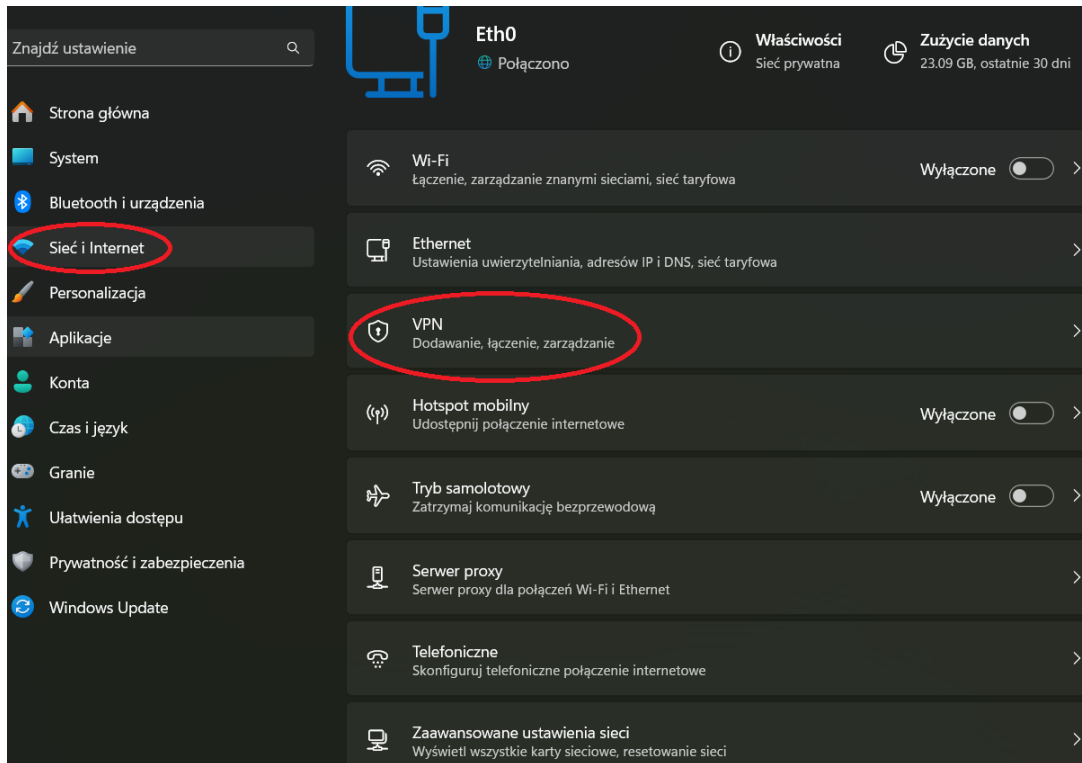 Znajdź ustawienie
Strona główna
System
Bluetooth i urządzenia
Sieć i Internet
Personalizacja
Aplikacje
Konta
Czas i język
Granie
Ułatwienia dostępu
Prywatność i zabezpieczenia
Windows Update
Eth0
Połączono
Właściwości
Sieć prywatna
Zużycie danych
23.09 GB, ostatnie 30 dni
Wi-Fi
Łączenie, zarządzanie znanymi sieciami, sieć taryfowa
Wyłączone
Ethernet
Ustawienia uwierzytelniania, adresów IP i DNS, sieć taryfowa
VPN
Dodawanie, łączenie, zarządzanie
Hotspot mobilny
Udostępnij połączenie internetowe
Wyłączone
Tryb samolotowy
Zatrzymaj komunikację bezprzewodową
Wyłączone
Serwer proxy
Serwer proxy dla połączeń Wi-Fi i Ethernet
Telefoniczne
Skonfiguruj telefoniczne połączenie internetowe
Zaawansowane ustawienia sieci
Wyświetl wszystkie karty sieciowe, resetowanie sieci